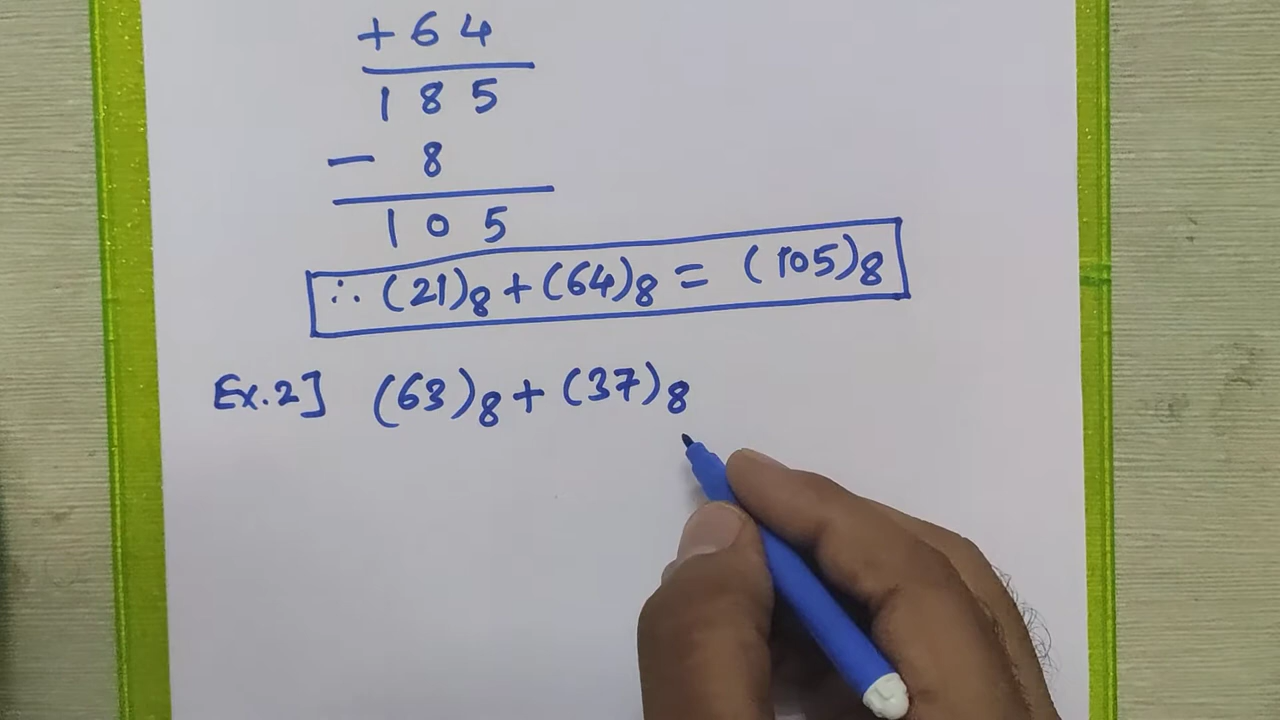 + 6 4
1 8 5
- 8
1 0 5
∴ (21)₈ + (64)₈ = (105)₈
Ex.2] (63)₈ + (37)₈